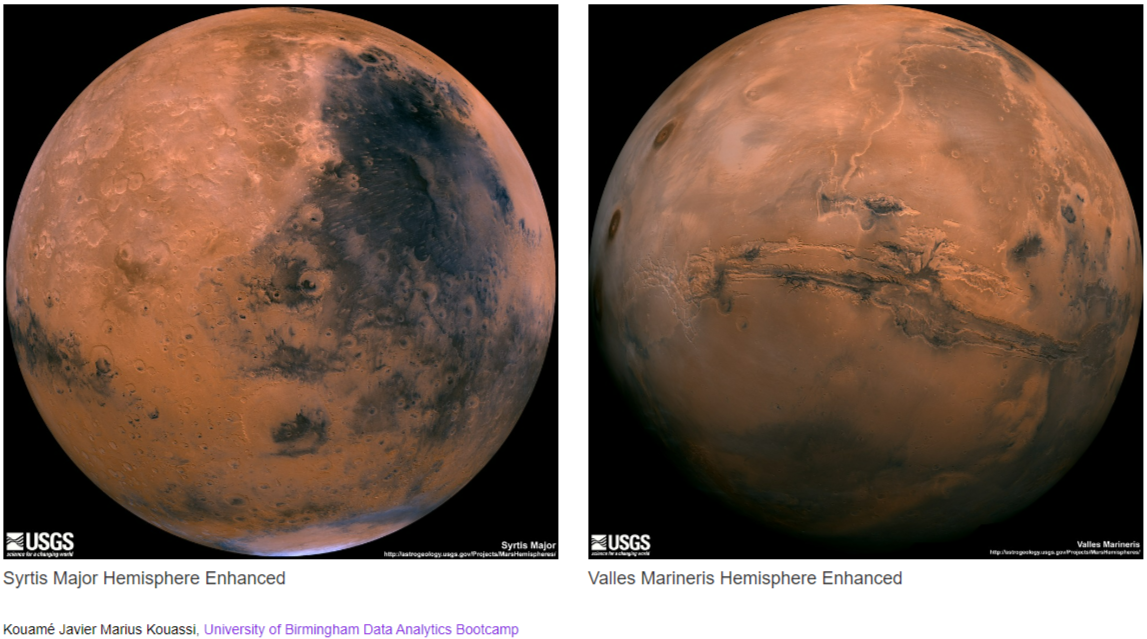 USGS
science for a changing world
Syrtis Major
http://astrogeology.usgs.gov/Projects/MarsHemispheres/
USGS
science for a changing world
Valles Marineris
http://astrogeology.usgs.gov/Projects/MarsHemispheres/
Syrtis Major Hemisphere Enhanced
Valles Marineris Hemisphere Enhanced
Kouamé Javier Marius Kouassi, University of Birmingham Data Analytics Bootcamp